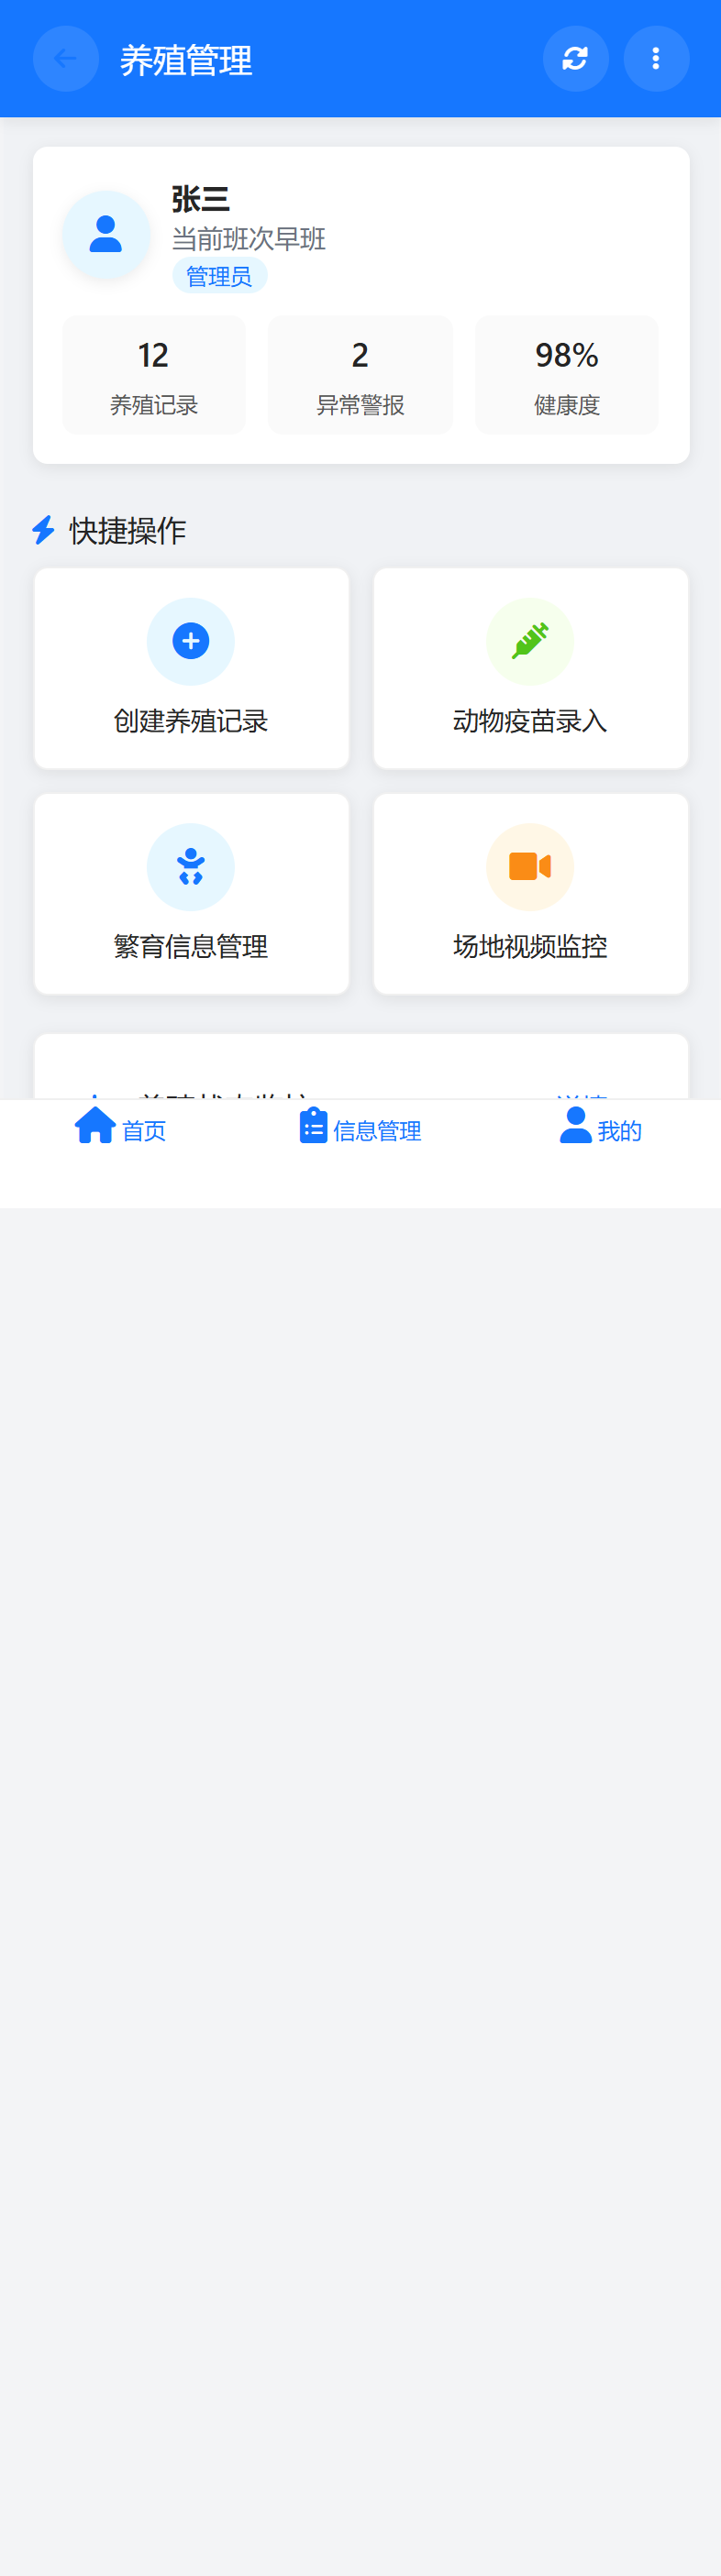 养殖管理
张三
当前班次早班
管理员
12
2
98%
养殖记录
异常警报
健康度
快捷操作
创建养殖记录
动物疫苗录入
繁育信息管理
场地视频监控
首页
信息管理
我的